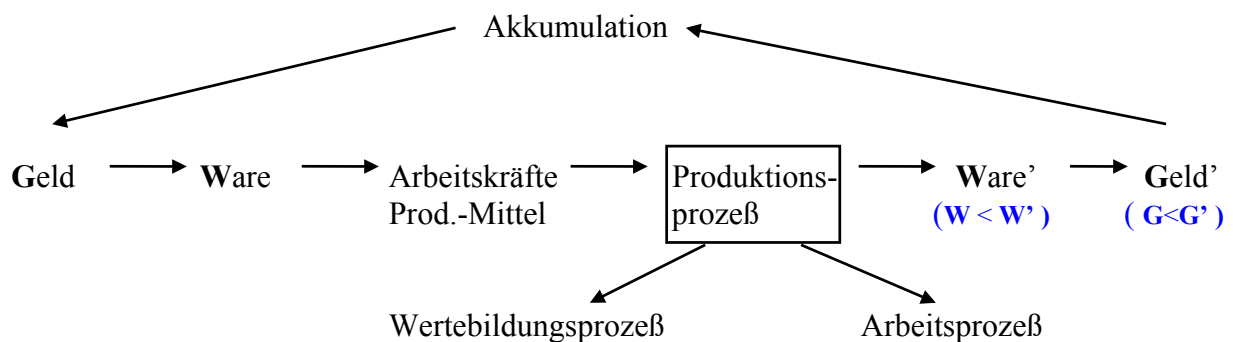 Akkumulation
Geld Ware Arbeitskräfte Produktions- Ware’ Geld’
Prod.-Mittel prozeß (W < W’ ) ( G<G’ )
Wertebildungsprozeß Arbeitsprozeß